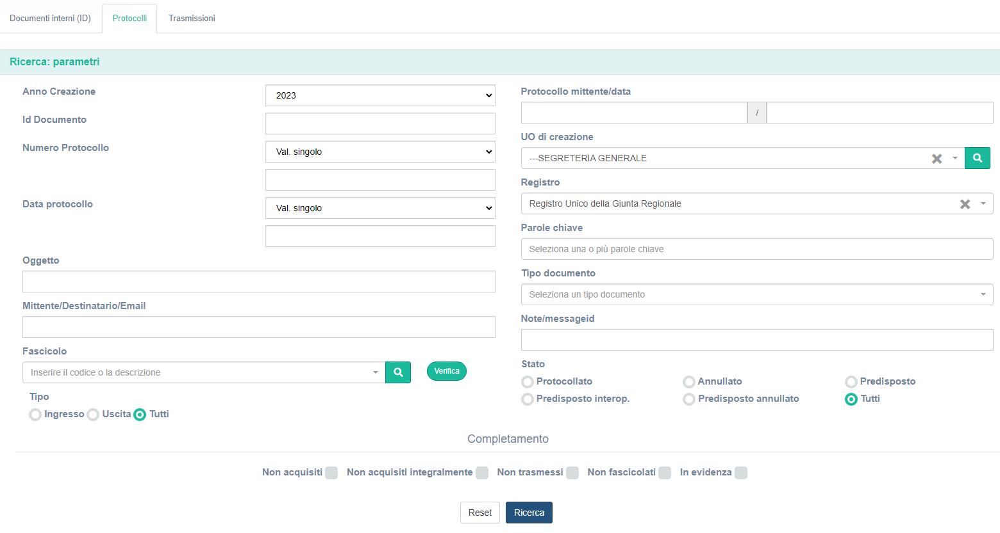 Documenti interni (ID)
Protocolli
Trasmissioni
Ricerca: parametri
Anno Creazione
2023
Id Documento
Numero Protocollo
Val. singolo
Data protocollo
Val. singolo
Oggetto
Mittente/Destinatario/Email
Fascicolo
Inserire il codice o la descrizione
Verifica
Tipo
Ingresso Uscita Tutti
Protocollo mittente/data
/
UO di creazione
---SEGRETERIA GENERALE
Registro
Registro Unico della Giunta Regionale
Parole chiave
Seleziona una o più parole chiave
Tipo documento
Seleziona un tipo documento
Note/messageid
Stato
Protocollato Annullato Predisposto
Predisposto interop. Predisposto annullato Tutti
Completamento
Non acquisiti Non acquisiti integralmente Non trasmessi Non fascicolati In evidenza
Reset Ricerca